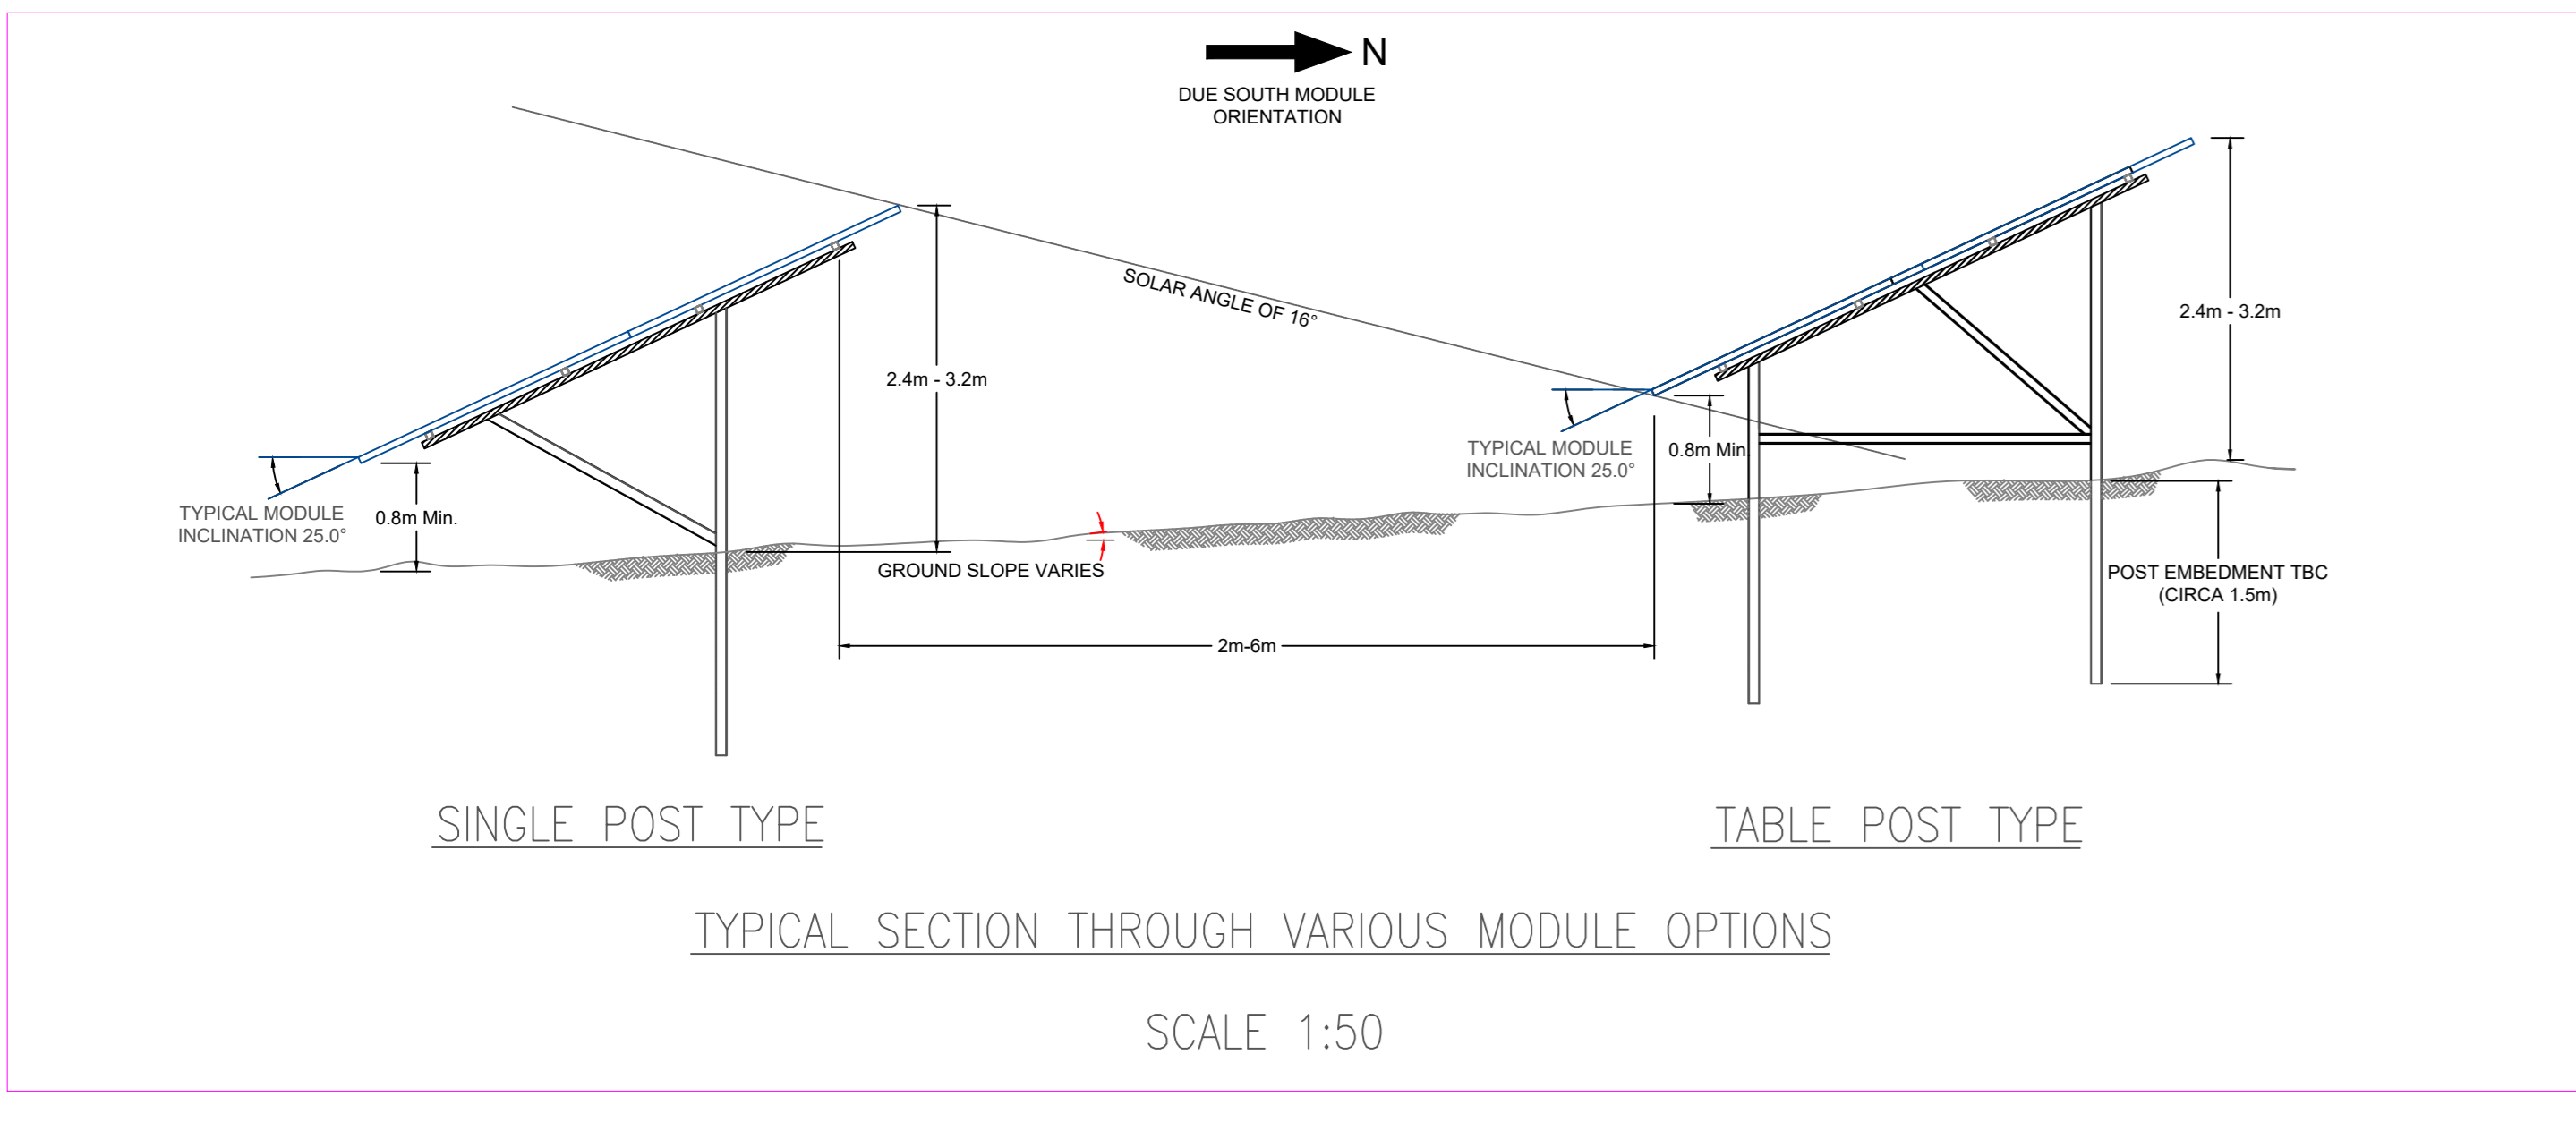 N
DUE SOUTH MODULE
ORIENTATION
SOLAR ANGLE OF 16°
2.4m - 3.2m
2.4m - 3.2m
TYPICAL MODULE
INCLINATION 25.0°
0.8m Min.
TYPICAL MODULE
INCLINATION 25.0°
0.8m Min.
GROUND SLOPE VARIES
POST EMBEDMENT TBC
(CIRCA 1.5m)
2m-6m
SINGLE POST TYPE
TABLE POST TYPE
TYPICAL SECTION THROUGH VARIOUS MODULE OPTIONS
SCALE 1:50